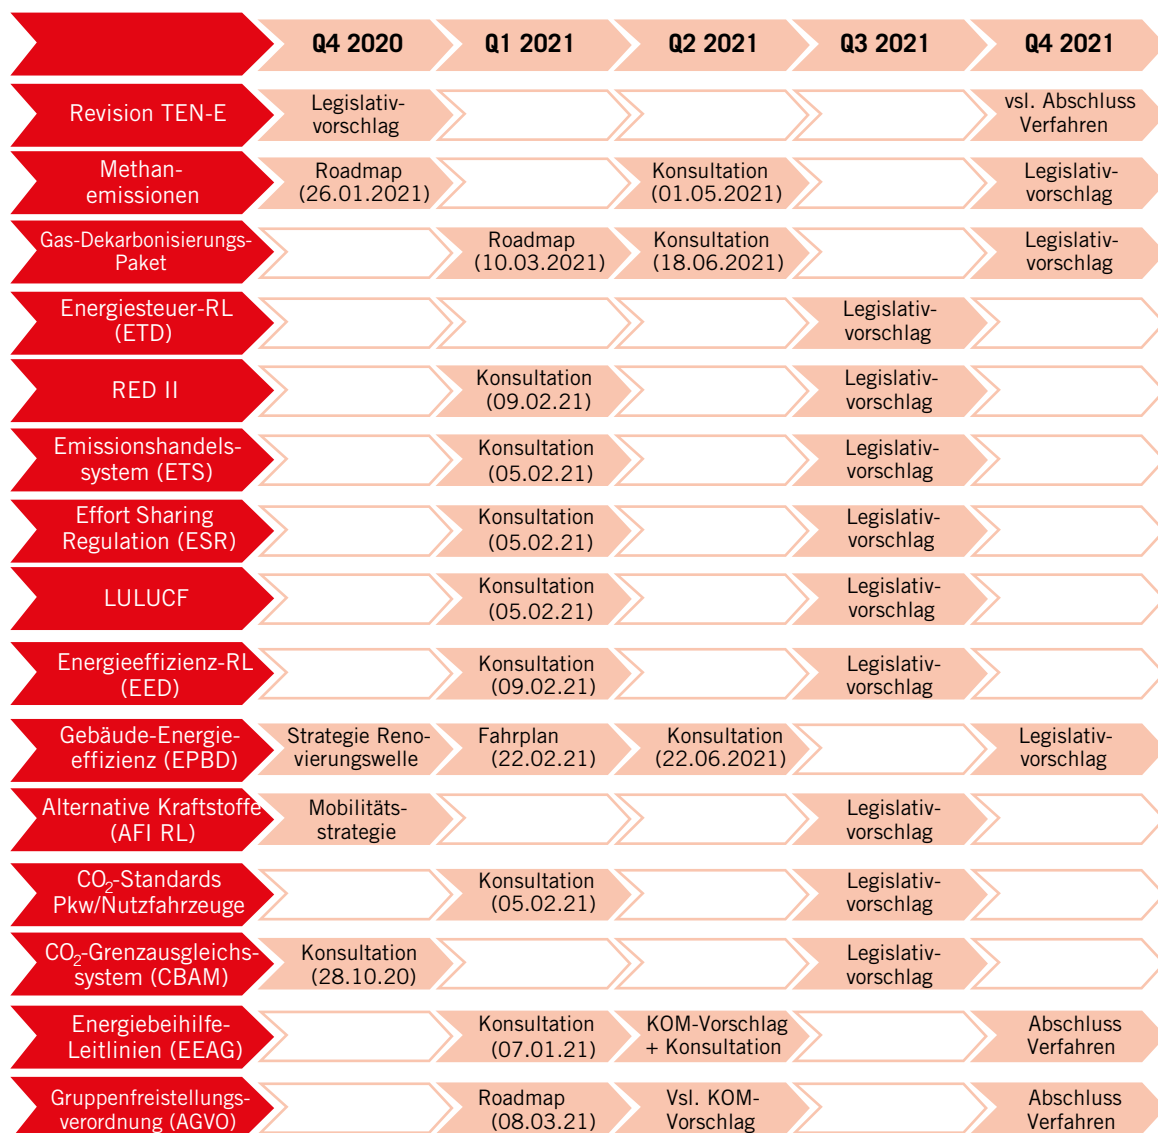 Q4 2020
Q1 2021
Q2 2021
Q3 2021
Q4 2021
Revision TEN-E
Legislativ-
vorschlag
vsl. Abschluss
Verfahren
Methan-
emissionen
Roadmap
(26.01.2021)
Konsultation
(01.05.2021)
Legislativ-
vorschlag
Gas-Dekarbonisierungs-
Paket
Roadmap
(10.03.2021)
Konsultation
(18.06.2021)
Legislativ-
vorschlag
Energiesteuer-RL
(ETD)
Legislativ-
vorschlag
RED II
Konsultation
(09.02.21)
Legislativ-
vorschlag
Emissionshandels-
system (ETS)
Konsultation
(05.02.21)
Legislativ-
vorschlag
Effort Sharing
Regulation (ESR)
Konsultation
(05.02.21)
Legislativ-
vorschlag
LULUCF
Konsultation
(05.02.21)
Legislativ-
vorschlag
Energieeffizienz-RL
(EED)
Konsultation
(09.02.21)
Legislativ-
vorschlag
Gebäude-Energie-
effizienz (EPBD)
Strategie Reno-
vierungswelle
Fahrplan
(22.02.21)
Konsultation
(22.06.2021)
Legislativ-
vorschlag
Alternative Kraftstoffe
(AFI RL)
Mobilitäts-
strategie
Legislativ-
vorschlag
CO₂-Standards
Pkw/Nutzfahrzeuge
Konsultation
(05.02.21)
Legislativ-
vorschlag
CO₂-Grenzausgleichs-
system (CBAM)
Konsultation
(28.10.20)
Legislativ-
vorschlag
Energiebeihilfe-
Leitlinien (EEAG)
Konsultation
(07.01.21)
KOM-Vorschlag
+ Konsultation
Abschluss
Verfahren
Gruppenfreistellungs-
verordnung (AGVO)
Roadmap
(08.03.21)
Vsl. KOM-
Vorschlag
Abschluss
Verfahren